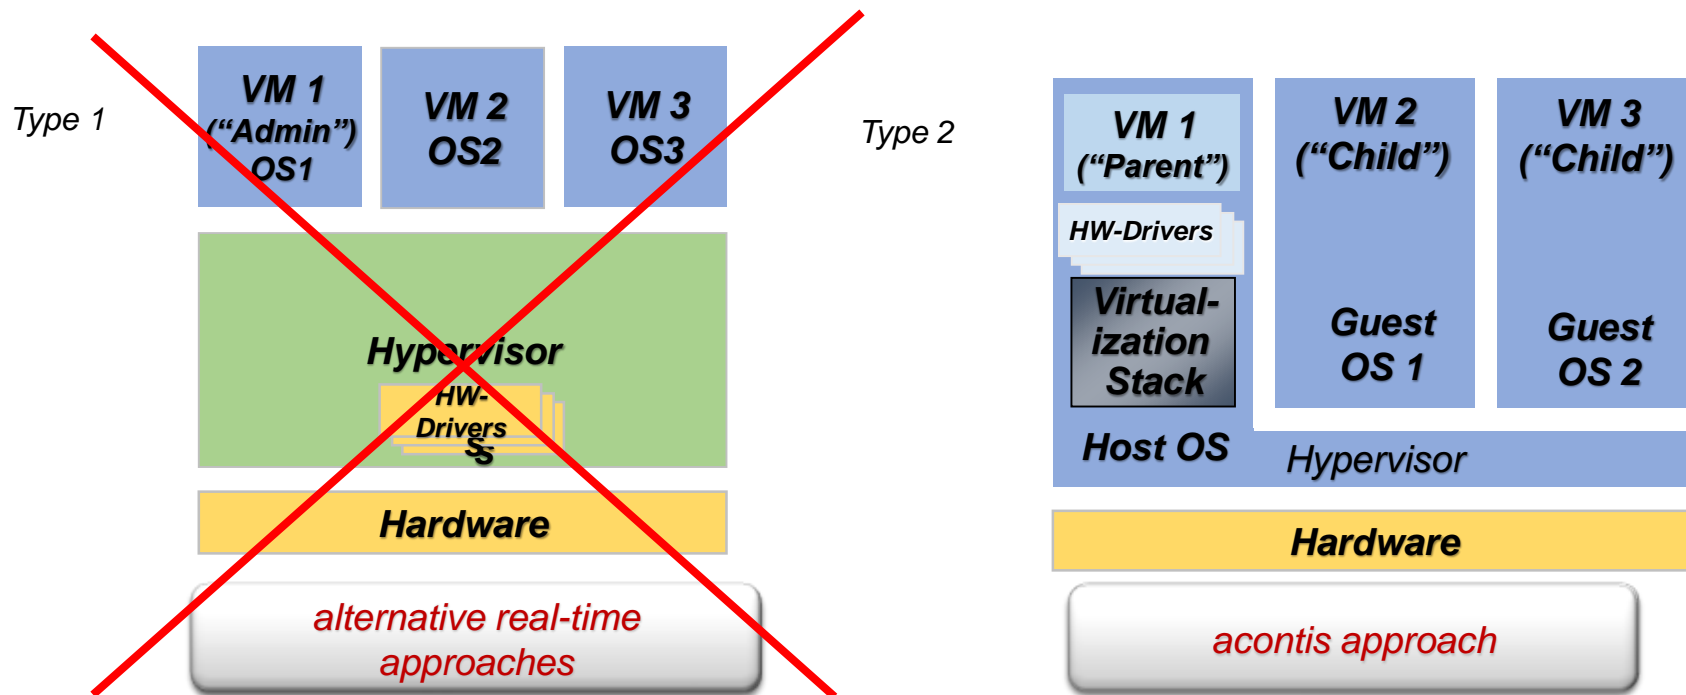 Type 1
VM 1
(“Admin”)
OS1
VM 2
OS2
VM 3
OS3
Hypervisor
HW-
Drivers
s
s
Hardware
alternative real-time
approaches
Type 2
VM 1
(“Parent”)
HW-Drivers
Virtual-
ization
Stack
Host OS
VM 2
(“Child”)
Guest
OS 1
VM 3
(“Child”)
Guest
OS 2
Hypervisor
Hardware
acontis approach